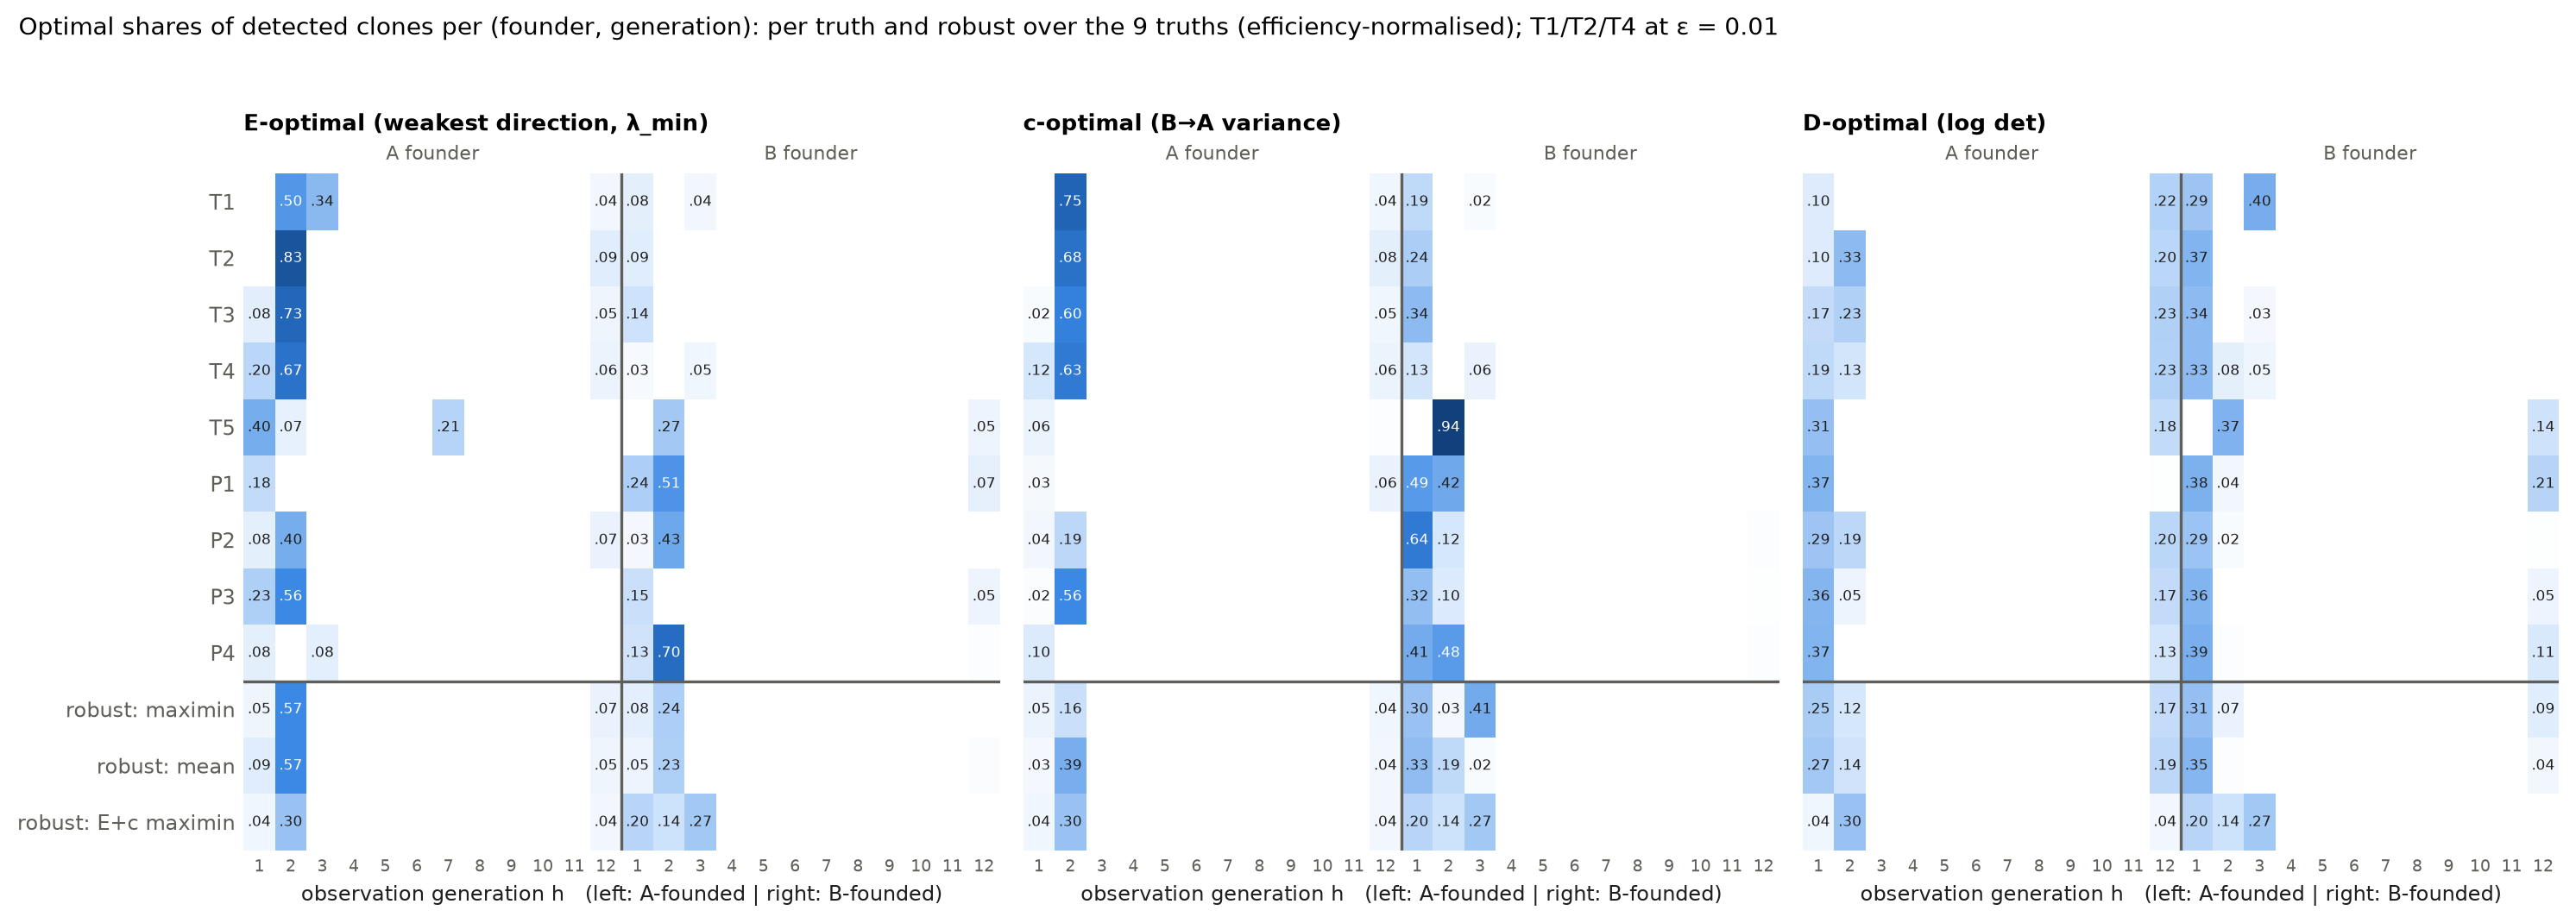 Optimal shares of detected clones per (founder, generation): per truth and robust over the 9 truths (efficiency-normalised); T1/T2/T4 at ε = 0.01
E-optimal (weakest direction, λ_min) c-optimal (B→A variance) D-optimal (log det)
A founder B founder A founder B founder A founder B founder
T1 .50 .34 .04 .08 .04 .75 .04 .19 .02 .10 .22 .29 .40
T2 .83 .09 .09 .68 .08 .24 .10 .33 .20 .37
T3 .08 .73 .05 .14 .02 .60 .05 .34 .17 .23 .23 .34 .03
T4 .20 .67 .06 .03 .05 .12 .63 .06 .13 .06 .19 .13 .23 .33 .08 .05
T5 .40 .07 .21 .27 .05 .06 .94 .31 .18 .37 .14
P1 .18 .24 .51 .07 .03 .06 .49 .42 .37 .38 .04 .21
P2 .08 .40 .07 .03 .43 .04 .19 .64 .12 .29 .19 .20 .29 .02
P3 .23 .56 .15 .05 .02 .56 .32 .10 .36 .05 .17 .36 .05
P4 .08 .08 .13 .70 .10 .41 .48 .37 .13 .39 .11
robust: maximin .05 .57 .07 .08 .24 .05 .16 .04 .30 .03 .41 .25 .12 .17 .31 .07 .09
robust: mean .09 .57 .05 .05 .23 .03 .39 .04 .33 .19 .02 .27 .14 .19 .35 .04
robust: E+c maximin .04 .30 .04 .20 .14 .27 .04 .30 .04 .20 .14 .27 .04 .30 .04 .20 .14 .27
1 2 3 4 5 6 7 8 9 10 11 12 1 2 3 4 5 6 7 8 9 10 11 12 1 2 3 4 5 6 7 8 9 10 11 12 1 2 3 4 5 6 7 8 9 10 11 12 1 2 3 4 5 6 7 8 9 10 11 12 1 2 3 4 5 6 7 8 9 10 11 12
observation generation h (left: A-founded | right: B-founded) observation generation h (left: A-founded | right: B-founded) observation generation h (left: A-founded | right: B-founded)